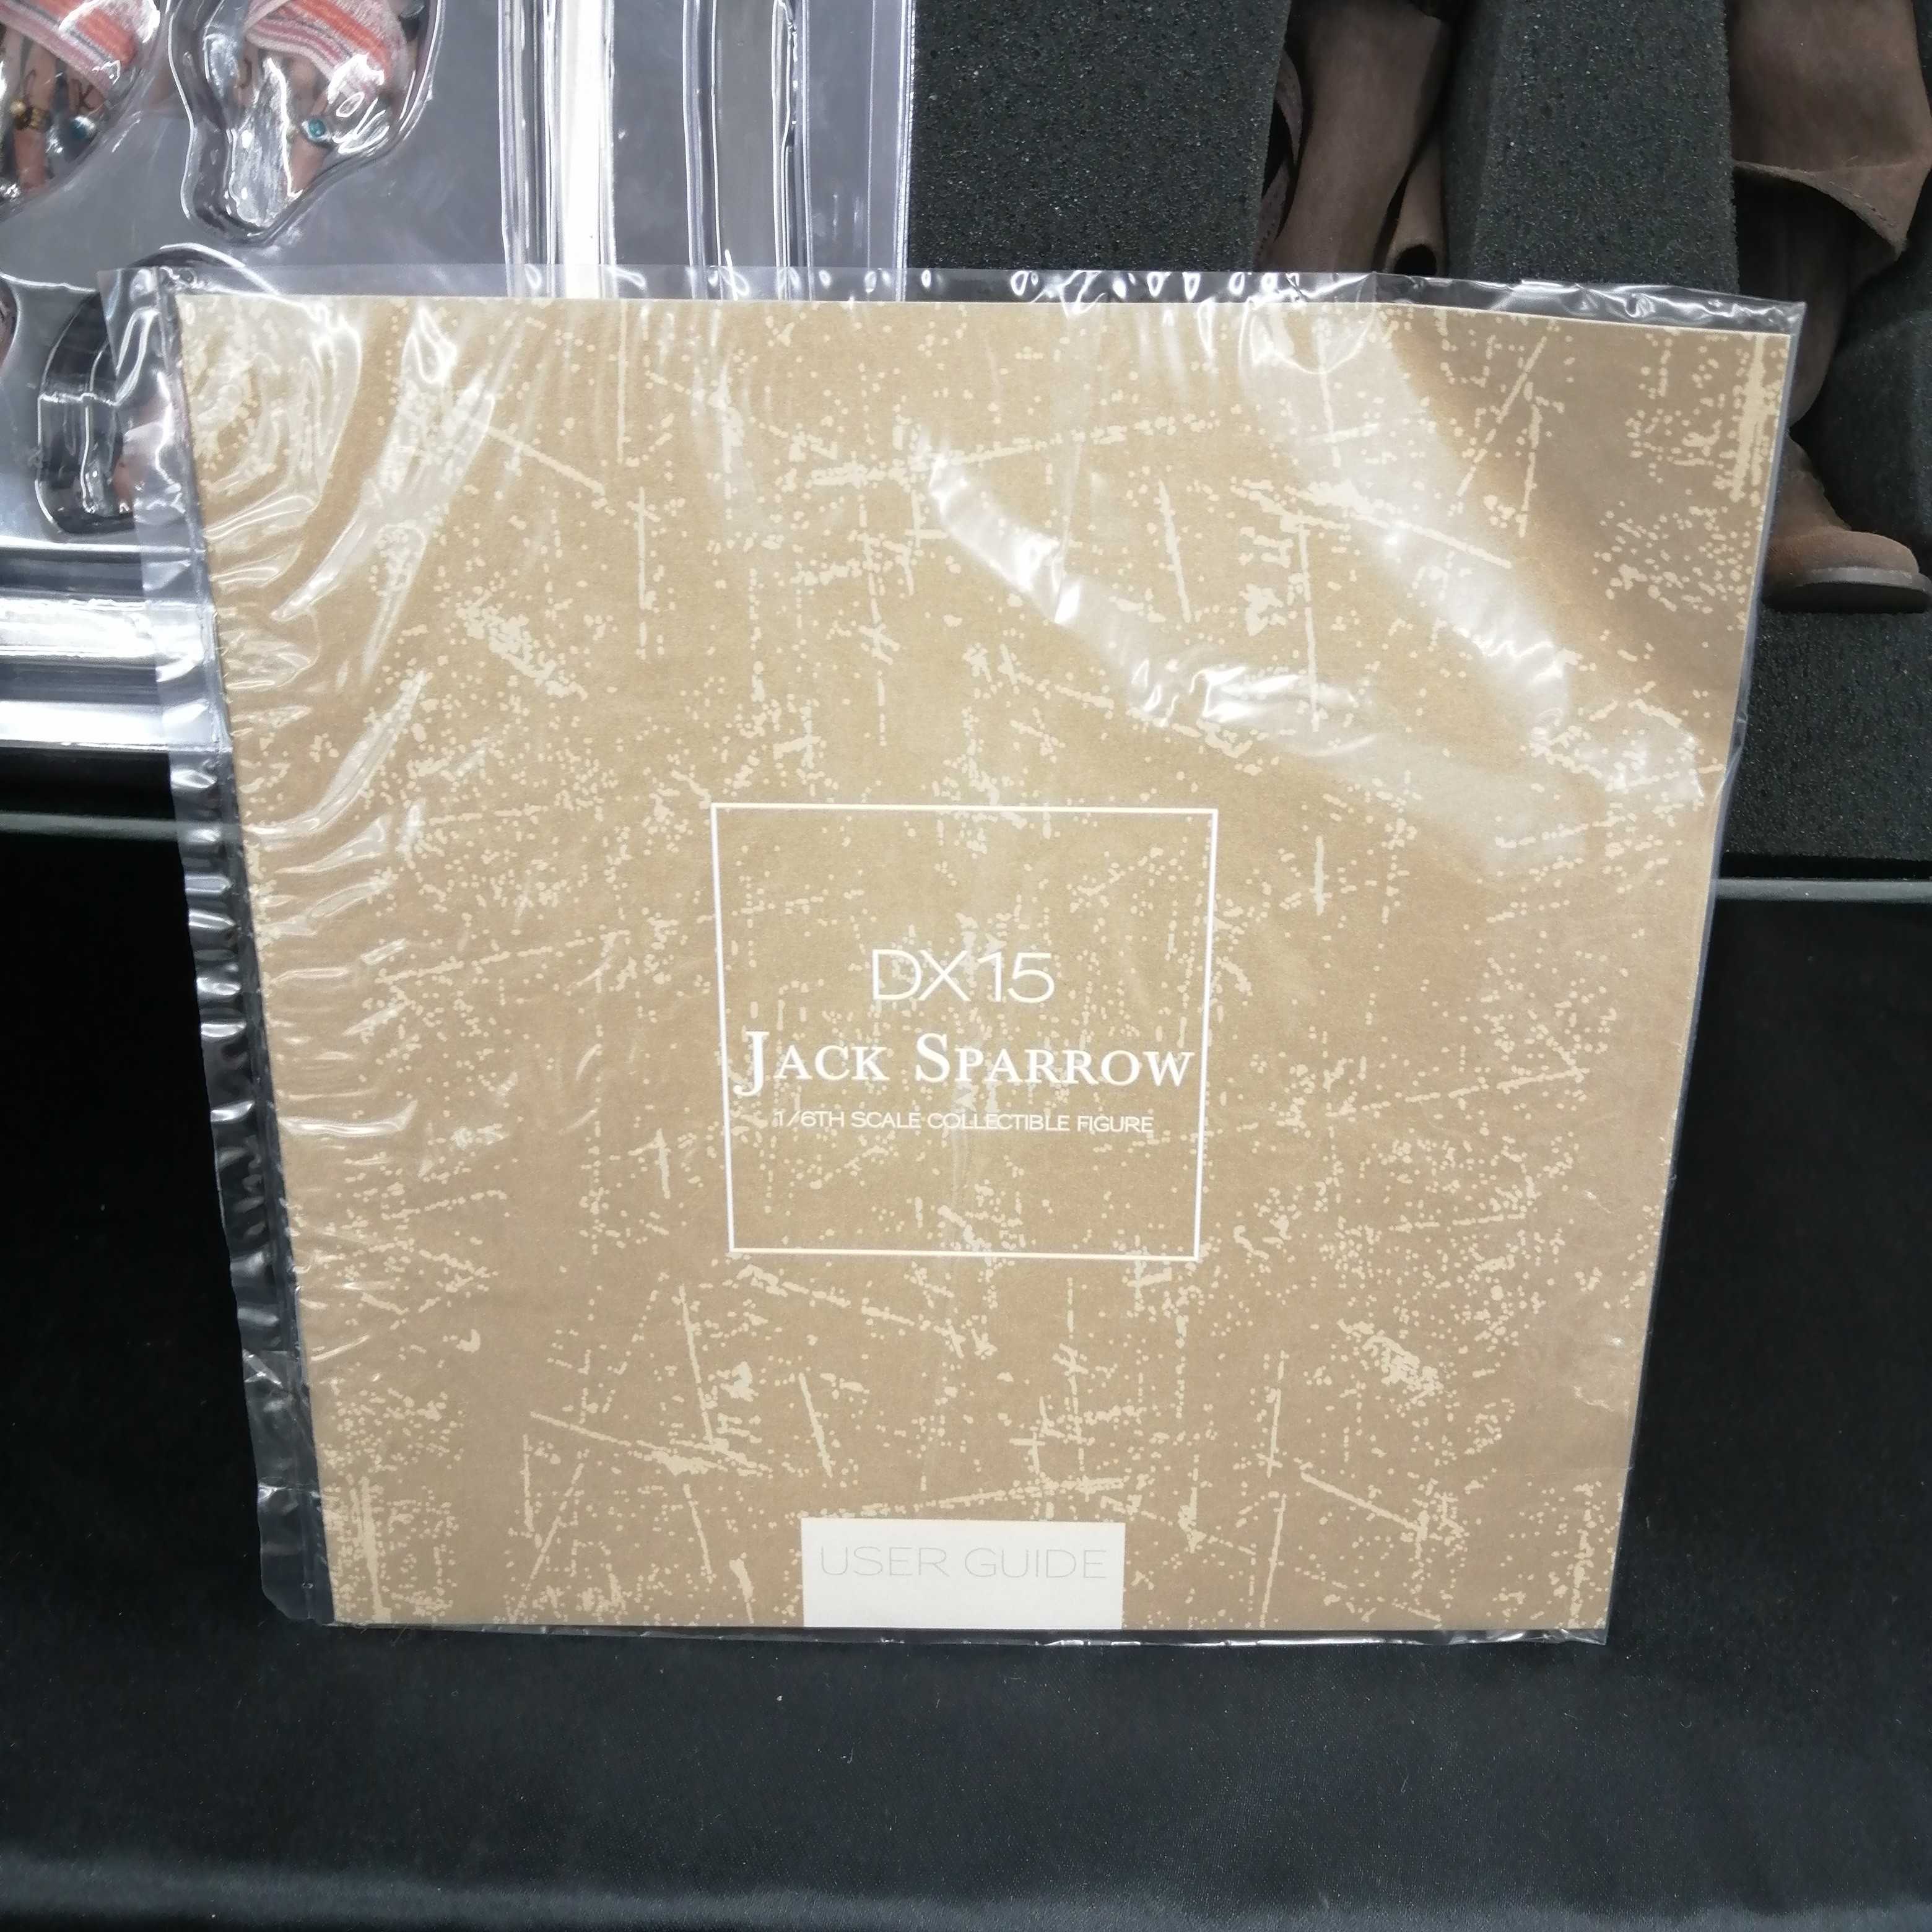 DX15
JACK SPARROW
1/6TH SCALE COLLECTIBLE FIGURE
USER GUIDE